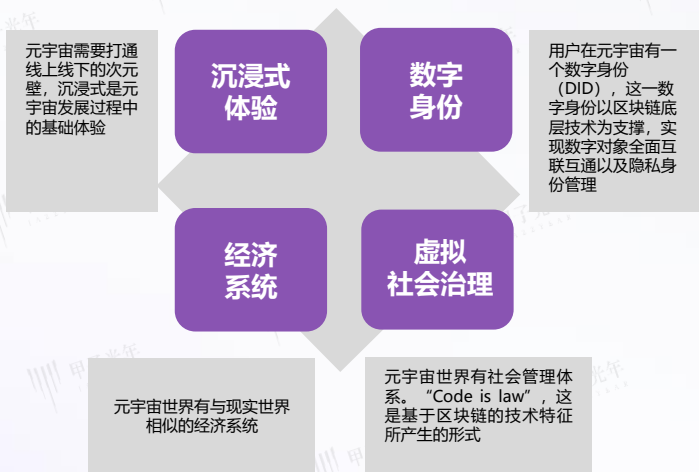 元宇宙需要打通
线上线下的次元
壁，沉浸式是元
宇宙发展过程中
的基础体验
沉浸式
体验
数字
身份
用户在元宇宙有一
个数字身份
（DID），这一数
字身份以区块链底
层技术为支撑，实
现数字对象全面互
联互通以及隐私身
份管理
经济
系统
虚拟
社会治理
元宇宙世界有与现实世界
相似的经济系统
元宇宙世界有社会管理体
系。“Code is law”，这
是基于区块链的技术特征
所产生的形式